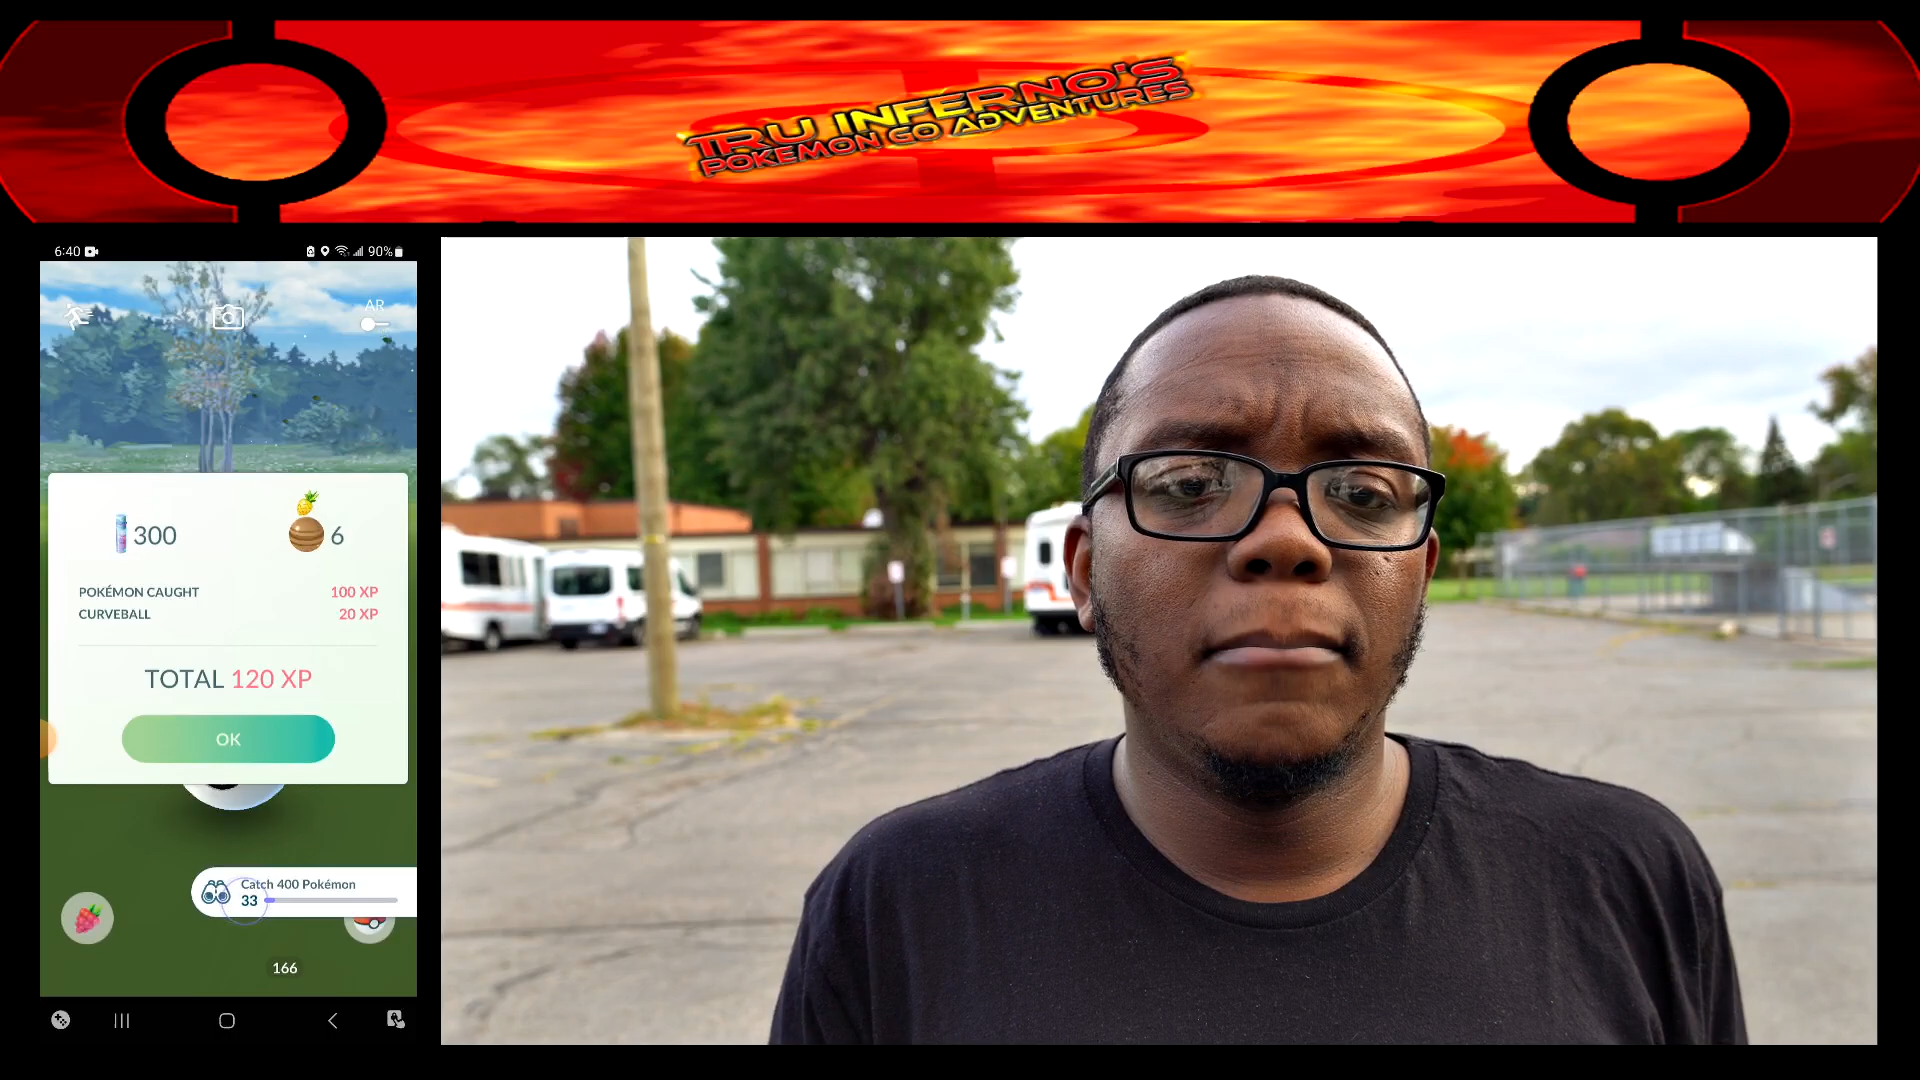 TRU INFERNO'S
POKEMON GO ADVENTURES
6:40
90%
AR
300
6
POKÉMON CAUGHT 100 XP
CURVEBALL 20 XP
TOTAL 120 XP
OK
Catch 400 Pokémon
33
166